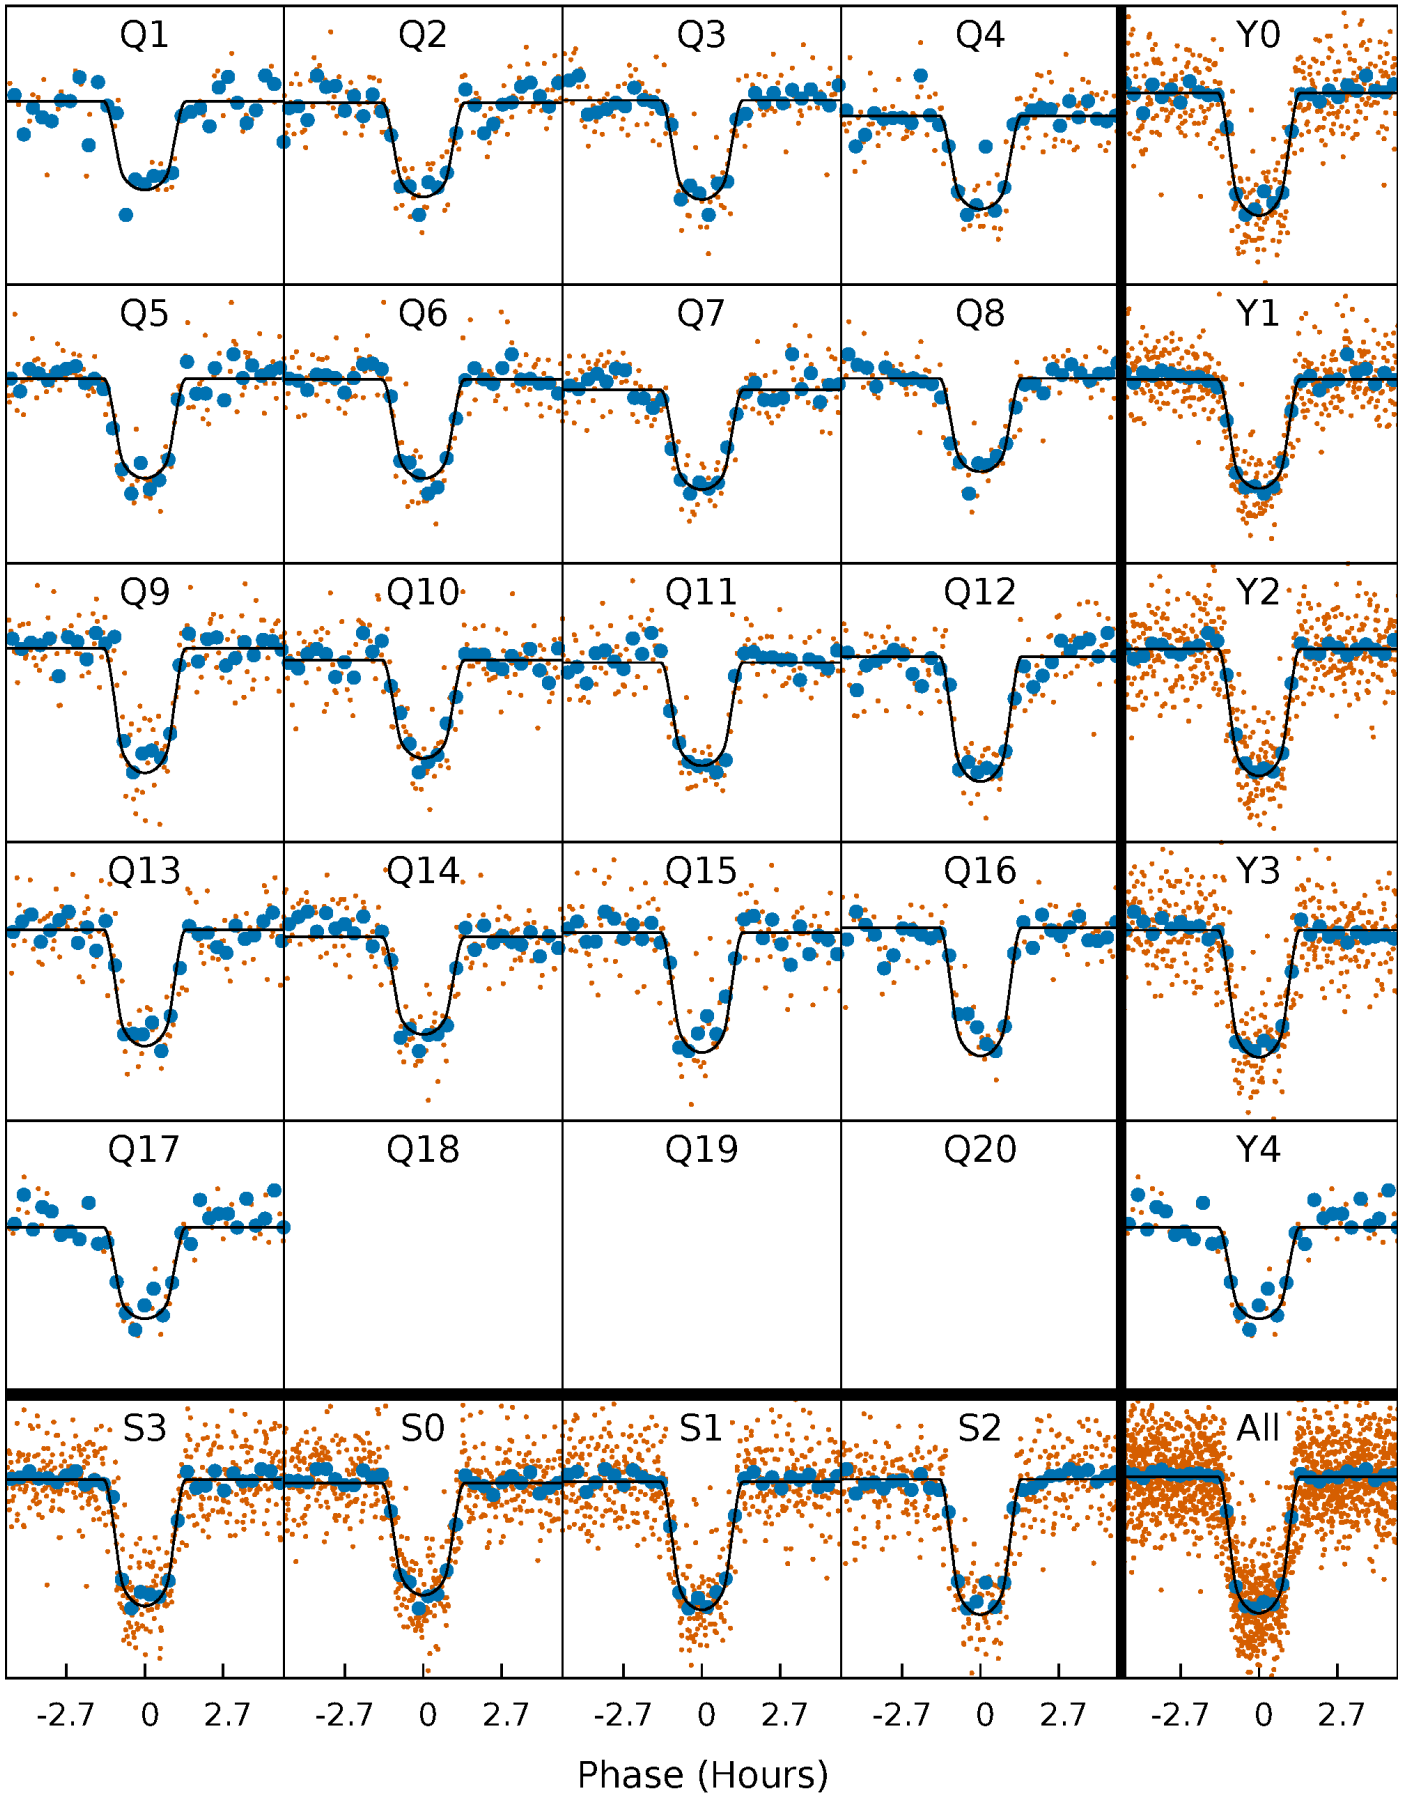 Q1 Q2 Q3 Q4 Y0
Q5 Q6 Q7 Q8 Y1
Q9 Q10 Q11 Q12 Y2
Q13 Q14 Q15 Q16 Y3
Q17 Q18 Q19 Q20 Y4
S3 S0 S1 S2 All
-2.7 0 2.7 -2.7 0 2.7 -2.7 0 2.7 -2.7 0 2.7 -2.7 0 2.7
Phase (Hours)